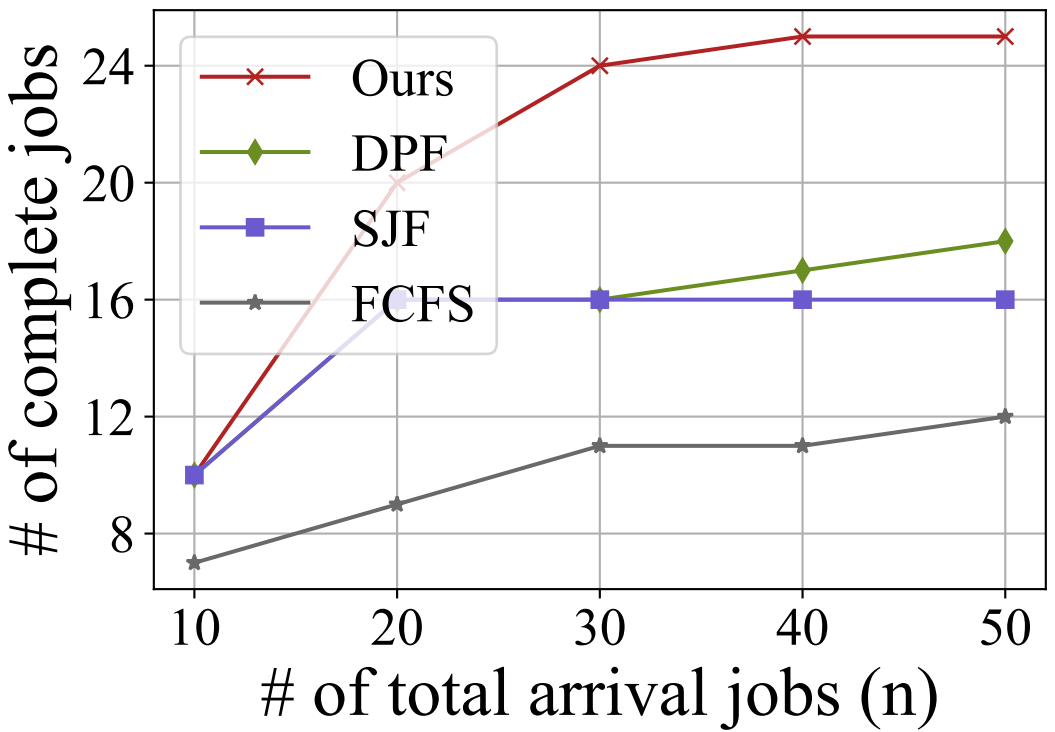 # of complete jobs
24
20
16
12
8
Ours
DPF
SJF
FCFS
10 20 30 40 50
# of total arrival jobs (n)